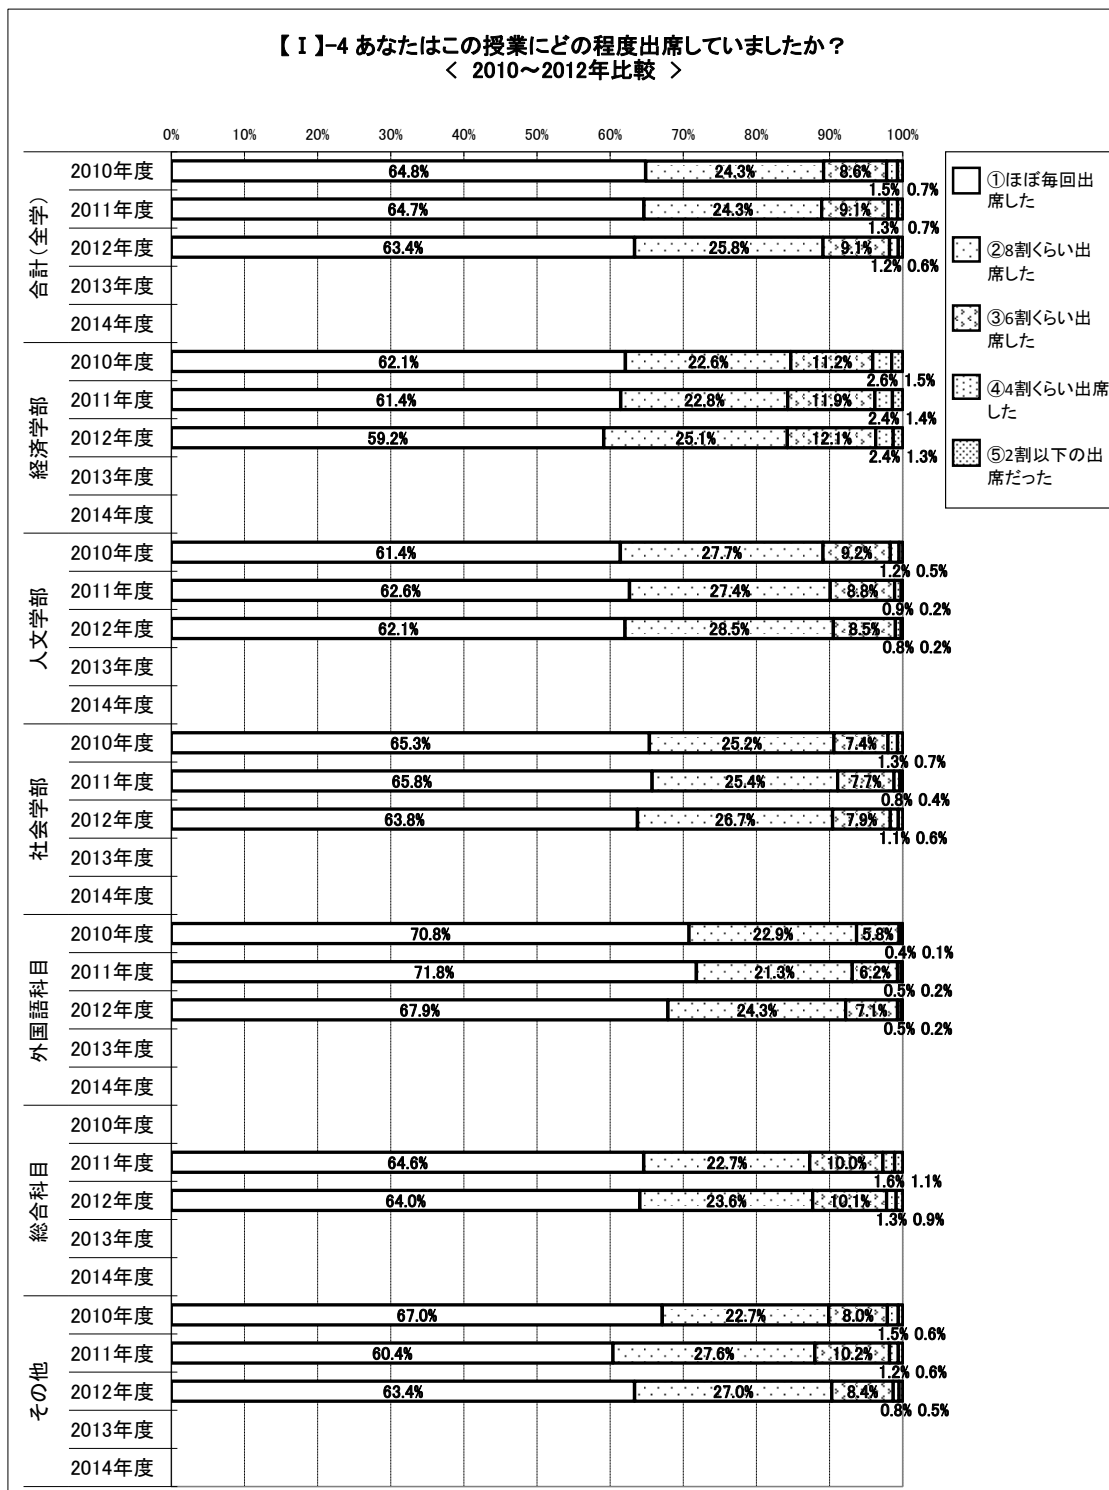 【Ⅰ】-4 あなたはこの授業にどの程度出席していましたか？
＜ 2010～2012年比較 ＞
0% 10% 20% 30% 40% 50% 60% 70% 80% 90% 100%
合計（全学）
2010年度 64.8% 24.3% 8.6%
1.5% 0.7%
2011年度 64.7% 24.3% 9.1%
1.3% 0.7%
2012年度 63.4% 25.8% 9.1%
1.2% 0.6%
2013年度
2014年度
経済学部
2010年度 62.1% 22.6% 11.2%
2.6% 1.5%
2011年度 61.4% 22.8% 11.9%
2.4% 1.4%
2012年度 59.2% 25.1% 12.1%
2.4% 1.3%
2013年度
2014年度
人文学部
2010年度 61.4% 27.7% 9.2%
1.2% 0.5%
2011年度 62.6% 27.4% 8.8%
0.9% 0.2%
2012年度 62.1% 28.5% 8.5%
0.8% 0.2%
2013年度
2014年度
社会学部
2010年度 65.3% 25.2% 7.4%
1.3% 0.7%
2011年度 65.8% 25.4% 7.7%
0.8% 0.4%
2012年度 63.8% 26.7% 7.9%
1.1% 0.6%
2013年度
2014年度
外国語科目
2010年度 70.8% 22.9% 5.8%
0.4% 0.1%
2011年度 71.8% 21.3% 6.2%
0.5% 0.2%
2012年度 67.9% 24.3% 7.1%
0.5% 0.2%
2013年度
2014年度
総合科目
2010年度
2011年度 64.6% 22.7% 10.0%
1.6% 1.1%
2012年度 64.0% 23.6% 10.1%
1.3% 0.9%
2013年度
2014年度
その他
2010年度 67.0% 22.7% 8.0%
1.5% 0.6%
2011年度 60.4% 27.6% 10.2%
1.2% 0.6%
2012年度 63.4% 27.0% 8.4%
0.8% 0.5%
2013年度
2014年度
①ほぼ毎回出
席した
②8割くらい出
席した
③6割くらい出
席した
④4割くらい出席
した
⑤2割以下の出
席だった